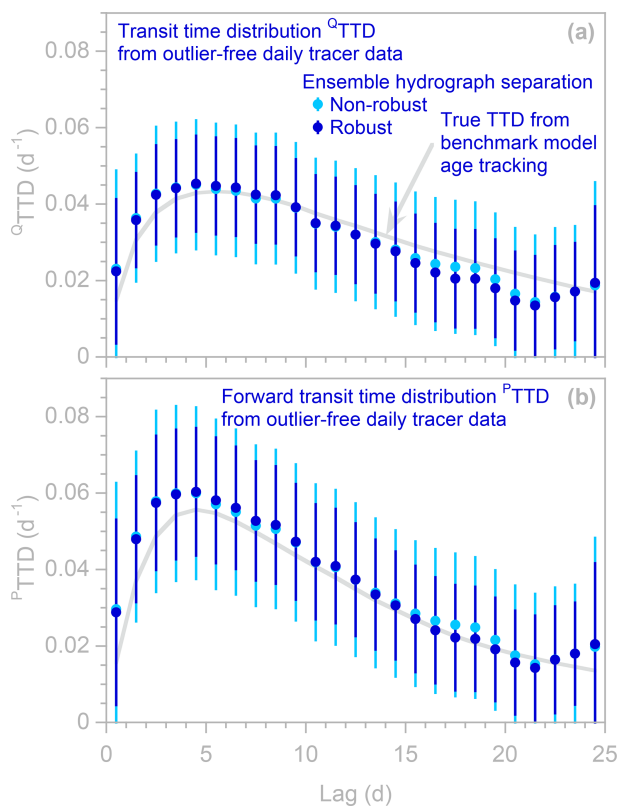 Transit time distribution ᠎QTTD
from outlier-free daily tracer data
(a)
Ensemble hydrograph separation
Non-robust
Robust
True TTD from
benchmark model
age tracking
QTTD (d-1)
0.08
0.06
0.04
0.02
0
Forward transit time distribution PTTD
from outlier-free daily tracer data
(b)
PTTD (d-1)
0.08
0.06
0.04
0.02
0
0 5 10 15 20 25
Lag (d)